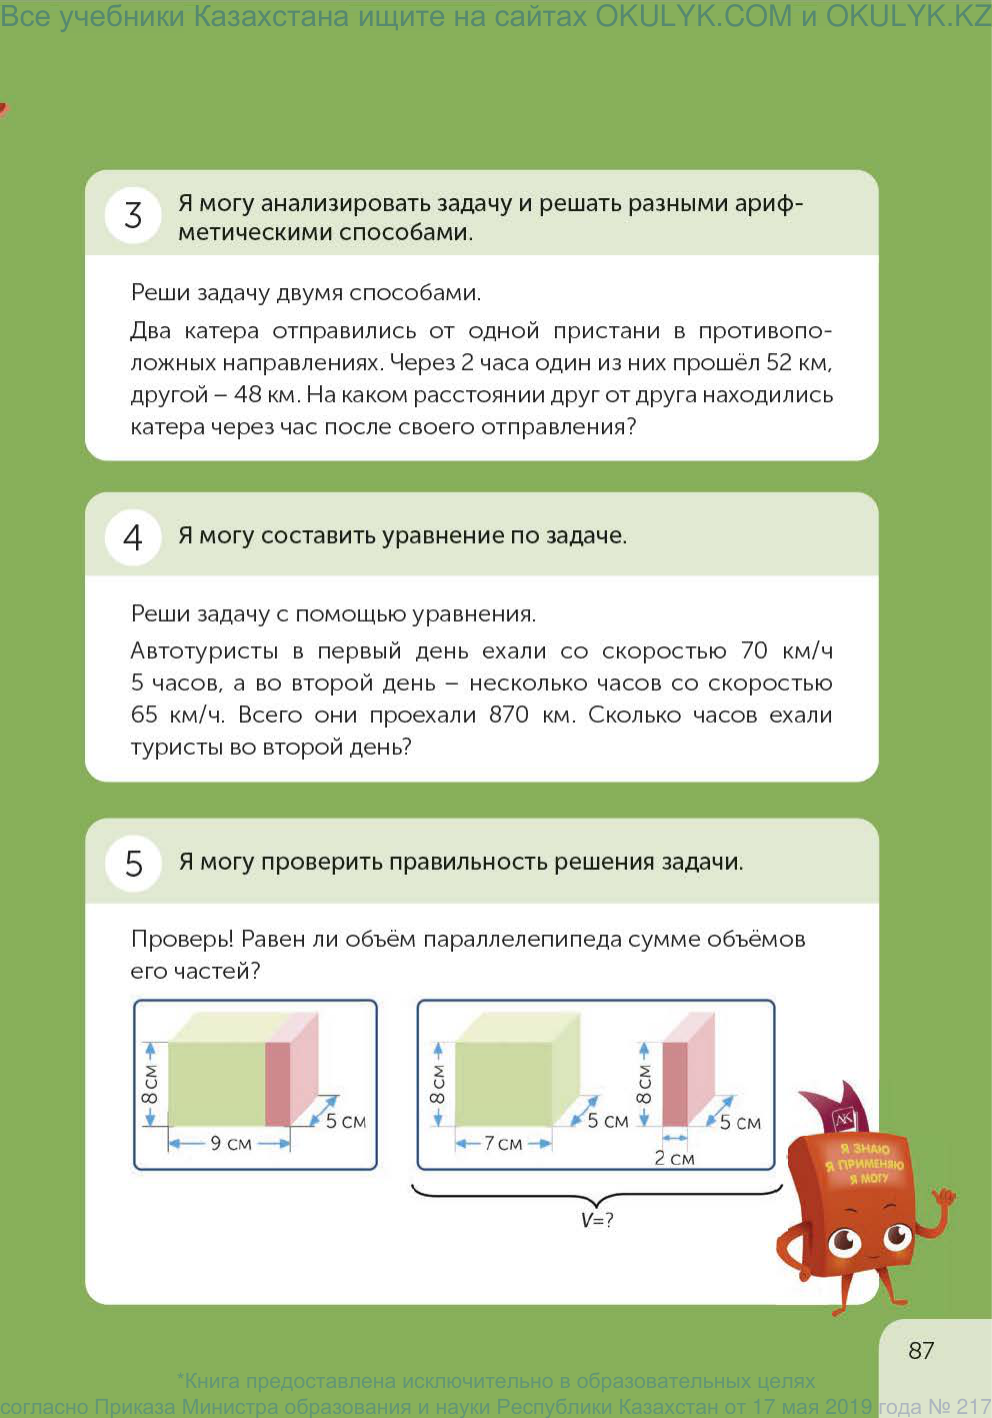 Все учебники Казахстана ищите на сайтах OKULYK.COM и OKULYK.KZ
3
Я могу анализировать задачу и решать разными ариф-
метическими способами.
Реши задачу двумя способами.
Два катера отправились от одной пристани в противопо-
ложных направлениях. Через 2 часа один из них прошёл 52 км,
другой – 48 км. На каком расстоянии друг от друга находились
катера через час после своего отправления?
4
Я могу составить уравнение по задаче.
Реши задачу с помощью уравнения.
Автотуристы в первый день ехали со скоростью 70 км/ч
5 часов, а во второй день – несколько часов со скоростью
65 км/ч. Всего они проехали 870 км. Сколько часов ехали
туристы во второй день?
5
Я могу проверить правильность решения задачи.
Проверь! Равен ли объём параллелепипеда сумме объёмов
его частей?
8 см
5 см
9 см
8 см
5 см
7 см
8 см
5 см
2 см
V=?
АК
Я ЗНАЮ
Я ПРИМЕНЯЮ
Я МОГУ
87
*Книга предоставлена исключительно в образовательных целях
согласно Приказа Министра образования и науки Республики Казахстан от 17 мая 2019 года № 217